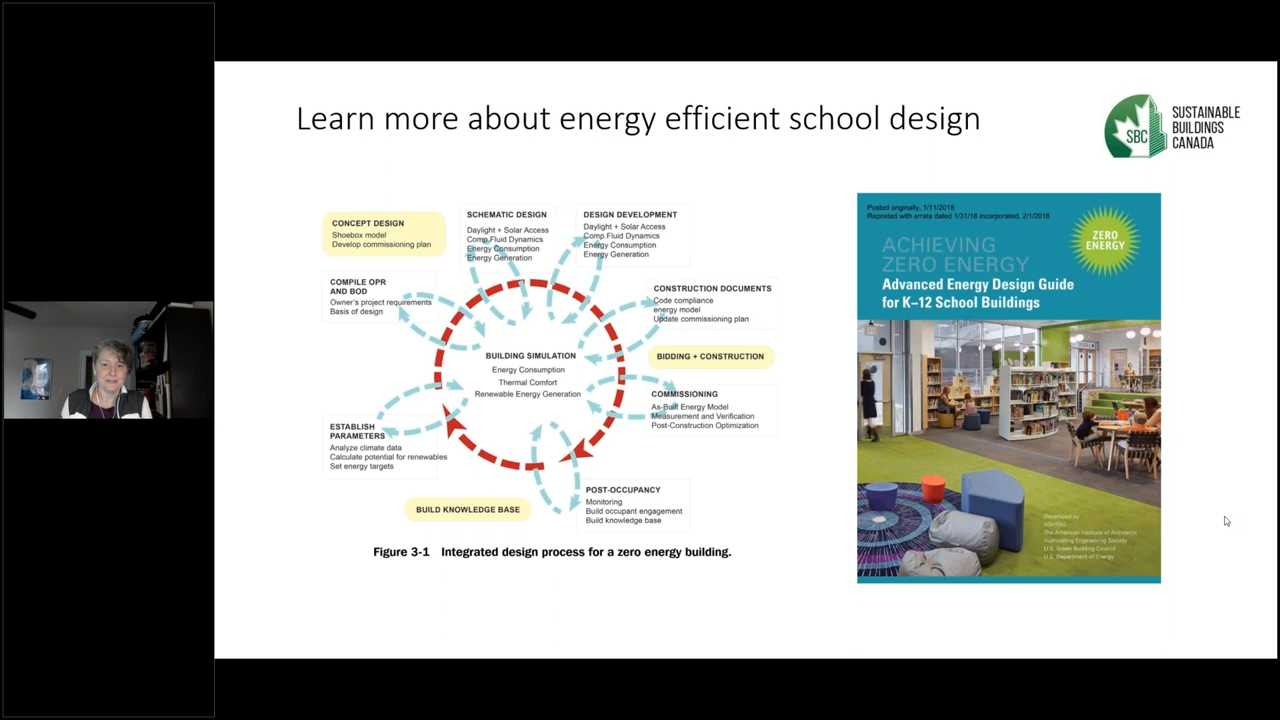 Learn more about energy efficient school design
SBC
SUSTAINABLE
BUILDINGS
CANADA
CONCEPT DESIGN
Shoebox model
Develop commissioning plan
SCHEMATIC DESIGN
Daylight + Solar Access
Comp Fluid Dynamics
Energy Consumption
Energy Generation
DESIGN DEVELOPMENT
Daylight + Solar Access
Comp Fluid Dynamics
Energy Consumption
Energy Generation
COMPILE OPR
AND BOD
Owner's project requirements
Basis of design
CONSTRUCTION DOCUMENTS
Code compliance
energy model
Update commissioning plan
BUILDING SIMULATION
Energy Consumption
Thermal Comfort
Renewable Energy Generation
BIDDING + CONSTRUCTION
COMMISSIONING
As-Built Energy Model
Measurement and Verification
Post-Construction Optimization
ESTABLISH
PARAMETERS
Analyze climate data
Calculate potential for renewables
Set energy targets
BUILD KNOWLEDGE BASE
POST-OCCUPANCY
Monitoring
Build occupant engagement
Build knowledge base
Figure 3-1 Integrated design process for a zero energy building.
Posted originally, 1/11/2018
Reposted with errata dated 1/31/18 incorporated, 2/1/2018
ZERO
ENERGY
ACHIEVING
ZERO ENERGY
Advanced Energy Design Guide
for K–12 School Buildings
Developed by
ASHRAE
The American Institute of Architects
Illuminating Engineering Society
U.S. Green Building Council
U.S. Department of Energy